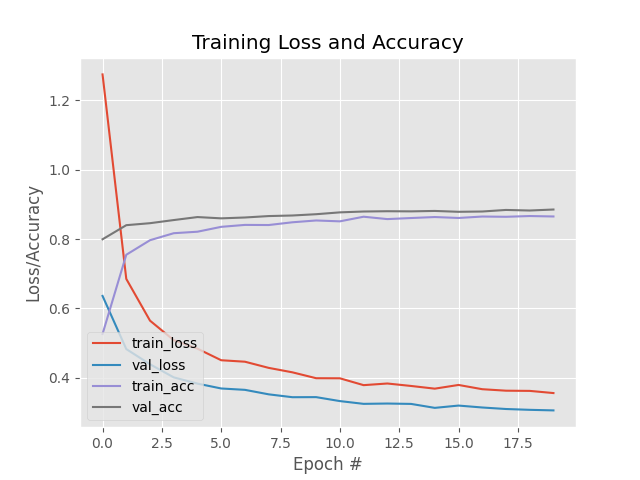 Training Loss and Accuracy
1.2
1.0
0.8
0.6
0.4
Loss/Accuracy
train_loss
val_loss
train_acc
val_acc
0.0 2.5 5.0 7.5 10.0 12.5 15.0 17.5
Epoch #